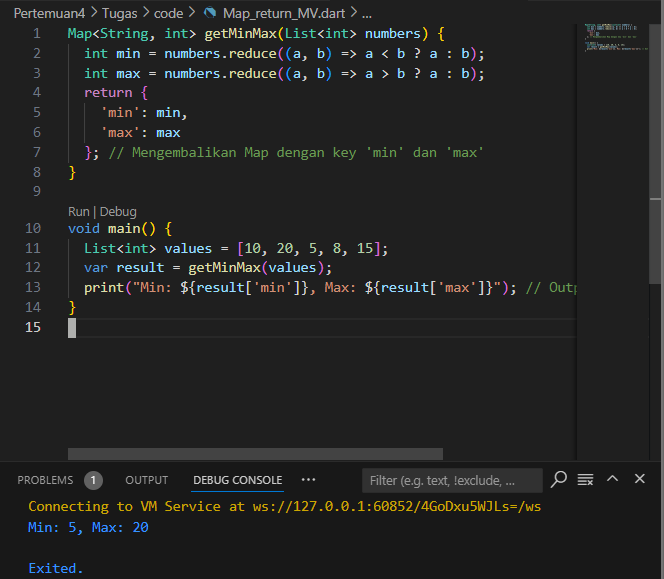 Pertemuan4 > Tugas > code > Map_return_MV.dart > ...
1 Map<String, int> getMinMax(List<int> numbers) {
2   int min = numbers.reduce((a, b) => a < b ? a : b);
3   int max = numbers.reduce((a, b) => a > b ? a : b);
4   return {
5     'min': min,
6     'max': max
7   }; // Mengembalikan Map dengan key 'min' dan 'max'
8 }
9
Run | Debug
10 void main() {
11   List<int> values = [10, 20, 5, 8, 15];
12   var result = getMinMax(values);
13   print("Min: ${result['min']}, Max: ${result['max']}"); // Outp
14 }
15
PROBLEMS 1 OUTPUT DEBUG CONSOLE ... Filter (e.g. text, !exclude, ...
Connecting to VM Service at ws://127.0.0.1:60852/4GoDxu5WJLs=/ws
Min: 5, Max: 20
Exited.